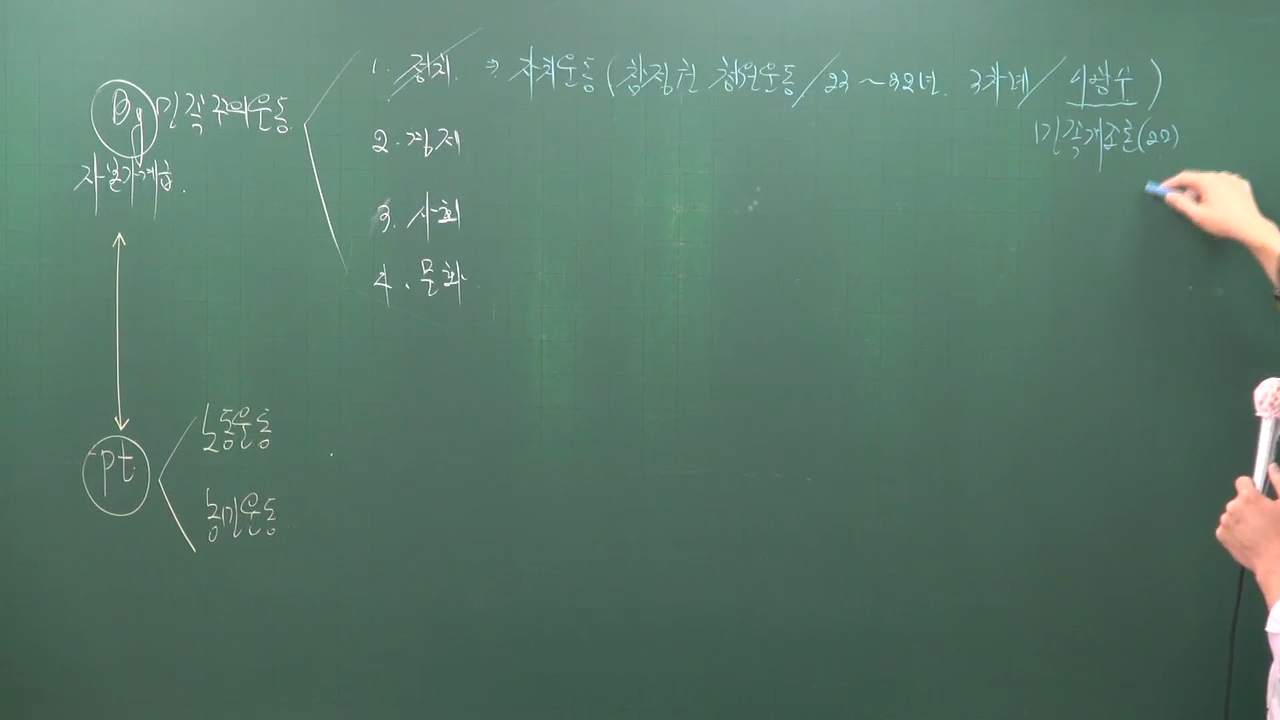 Bg 민족주의운동
자본가계급.
1. 정치. ⇒ 자치운동 (참정권 청원운동 / 23~32년. 3차례 / 이광수)
민족개조론(22)
2. 경제
3. 사회
4. 문화
pt
노동운동
농민운동